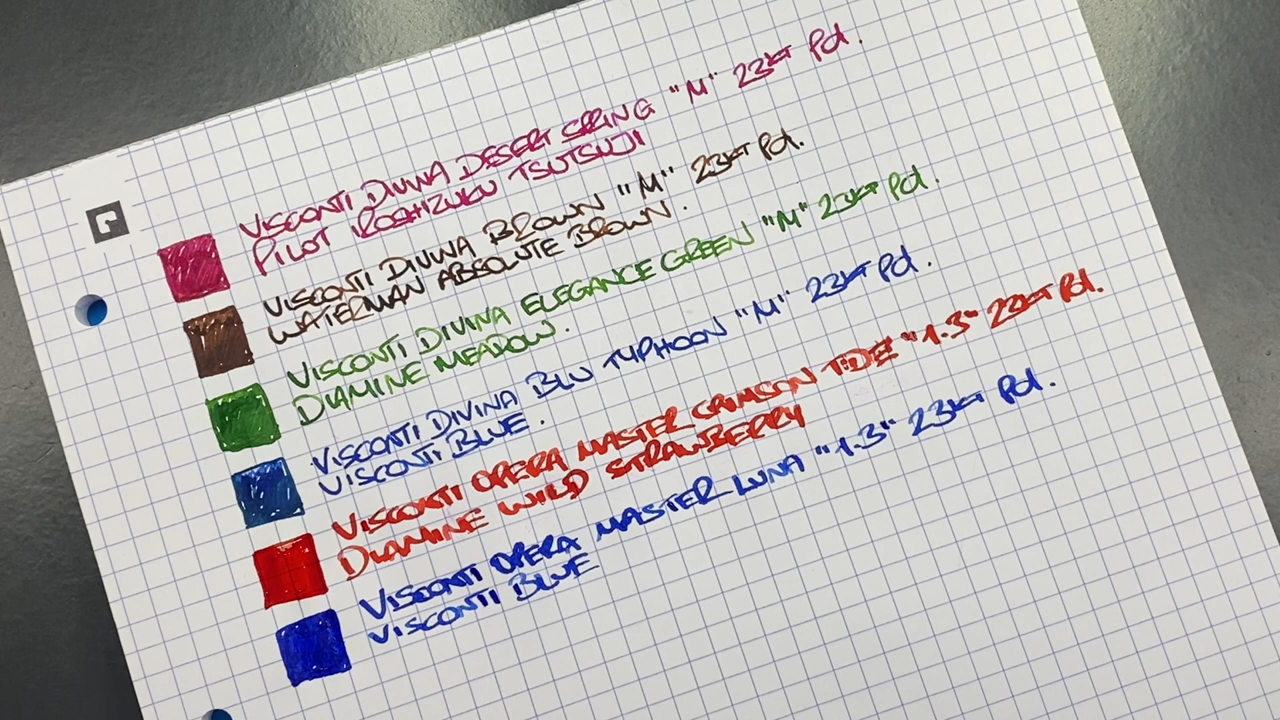 VISCONTI DIVINA DESERT SPRING "M" 23KT Pd.
PILOT IROSHIZUKU TSUTSUJI
VISCONTI DIVINA BROWN "M" 23KT Pd.
WATERMAN ABSOLUTE BROWN.
VISCONTI DIVINA ELEGANCE GREEN "M" 23KT Pd.
DIAMINE MEADOW.
VISCONTI DIVINA BLU TYPHOON "M" 23KT Pd.
VISCONTI BLUE.
VISCONTI OPERA MASTER CRIMSON TIDE "1.3" 23KT Pd.
DIAMINE WILD STRAWBERRY
VISCONTI OPERA MASTER LUNA "1.3" 23KT Pd.
VISCONTI BLUE